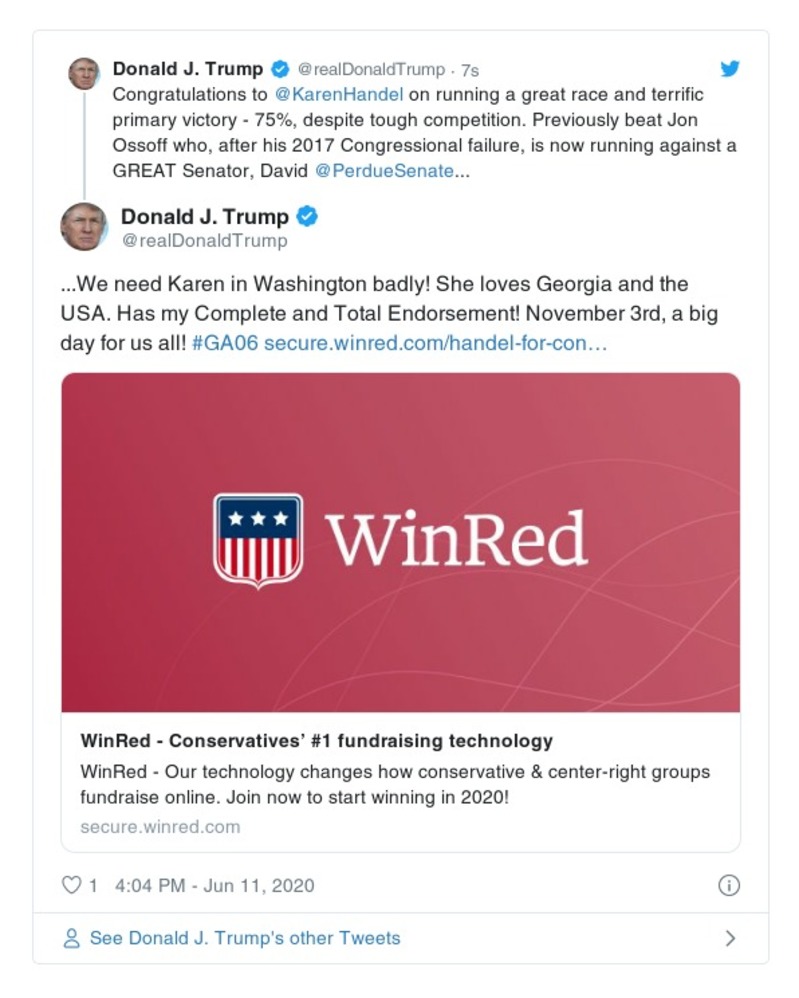 Donald J. Trump @realDonaldTrump · 7s
Congratulations to @KarenHandel on running a great race and terrific
primary victory - 75%, despite tough competition. Previously beat Jon
Ossoff who, after his 2017 Congressional failure, is now running against a
GREAT Senator, David @PerdueSenate...
Donald J. Trump
@realDonaldTrump
...We need Karen in Washington badly! She loves Georgia and the
USA. Has my Complete and Total Endorsement! November 3rd, a big
day for us all! #GA06 secure.winred.com/handel-for-con…
WinRed
WinRed - Conservatives’ #1 fundraising technology
WinRed - Our technology changes how conservative & center-right groups
fundraise online. Join now to start winning in 2020!
secure.winred.com
1 4:04 PM - Jun 11, 2020
See Donald J. Trump's other Tweets